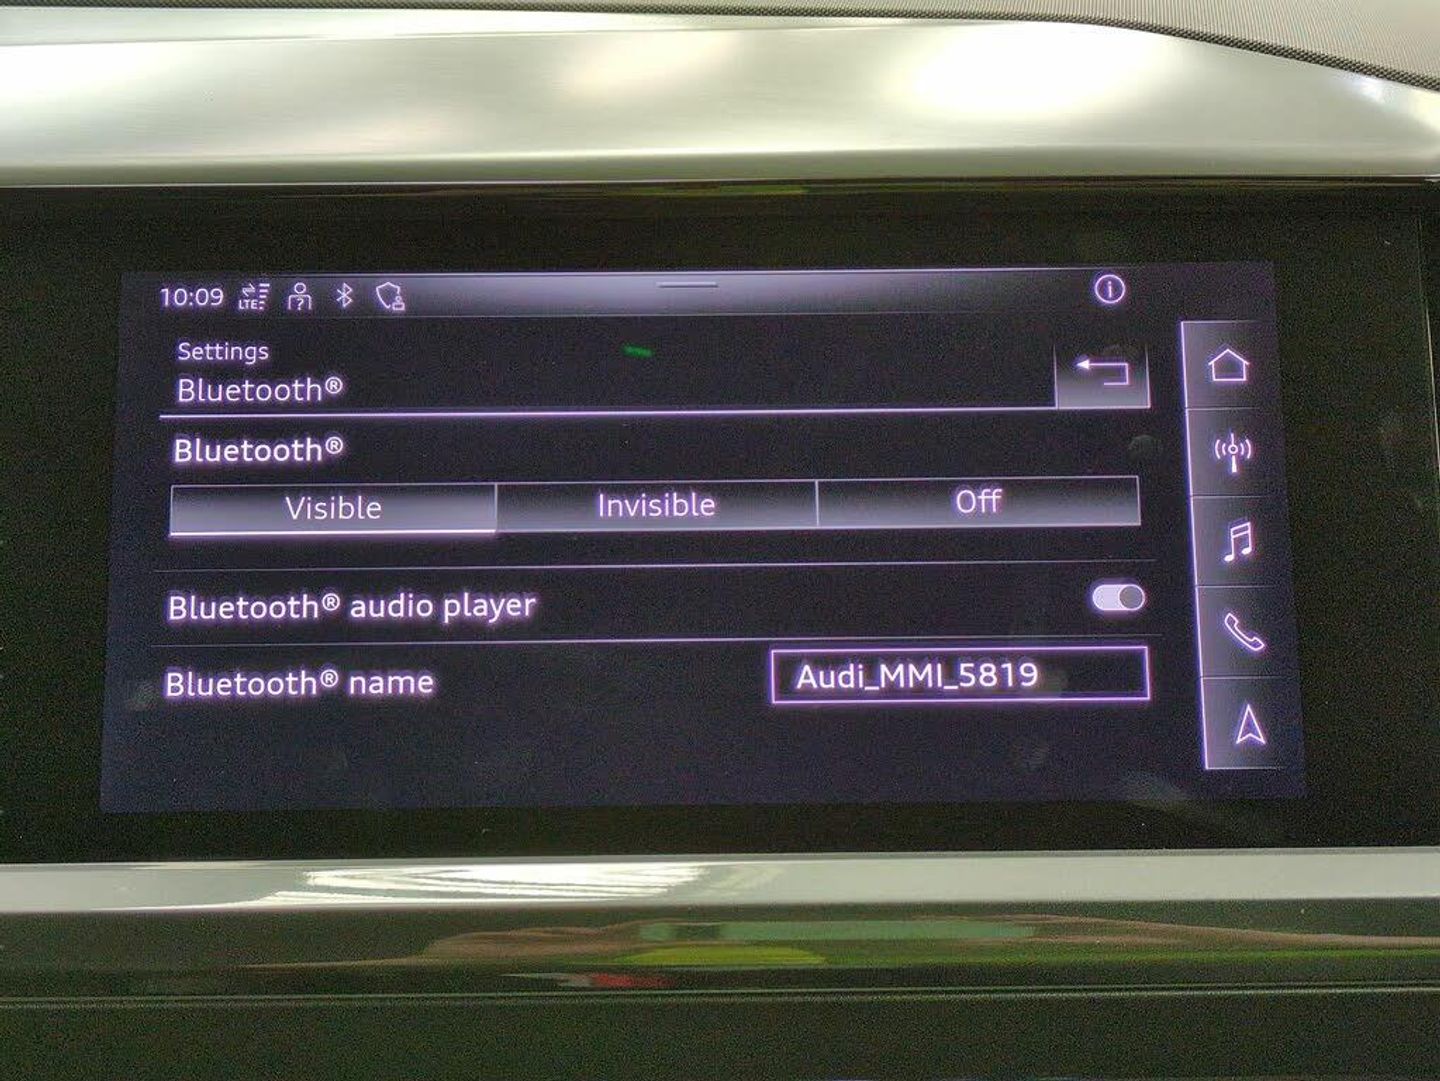 10:09 LTE ?
Settings
Bluetooth®
Bluetooth®
Visible Invisible Off
Bluetooth® audio player
Bluetooth® name Audi_MMI_5819